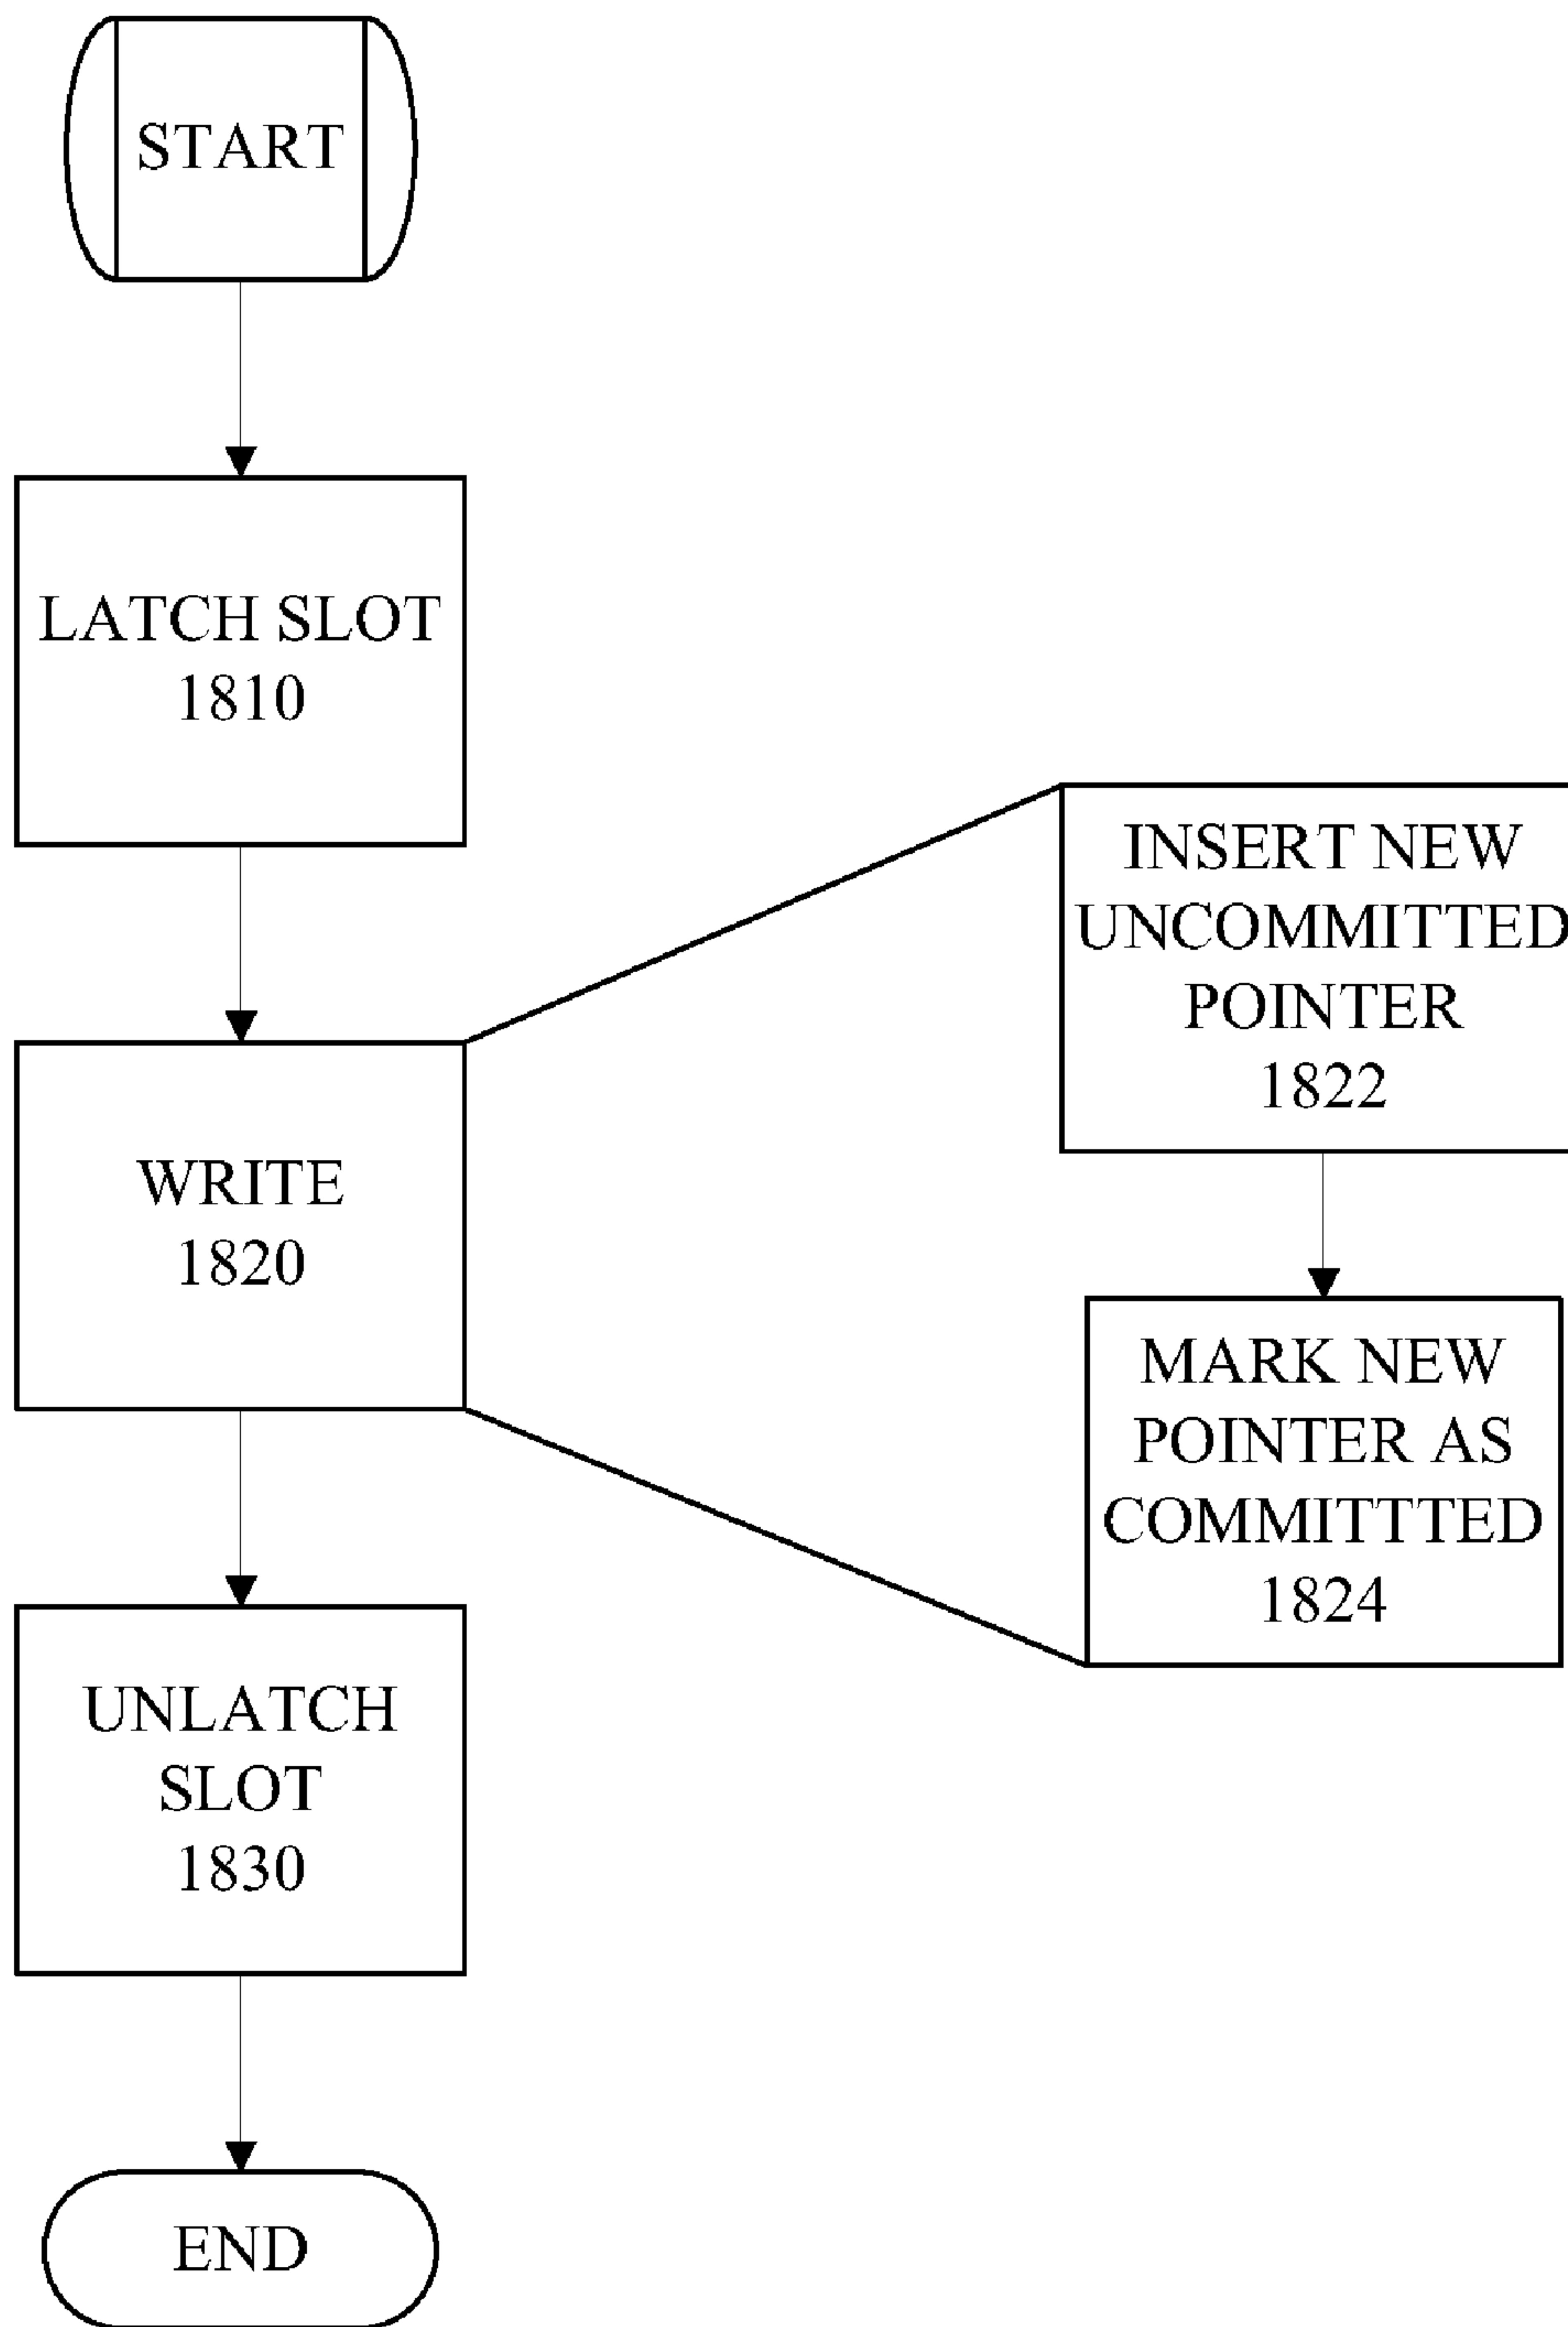 START
LATCH SLOT
1810
WRITE
1820
UNLATCH
SLOT
1830
END
INSERT NEW
UNCOMMITTED
POINTER
1822
MARK NEW
POINTER AS
COMMITTTED
1824